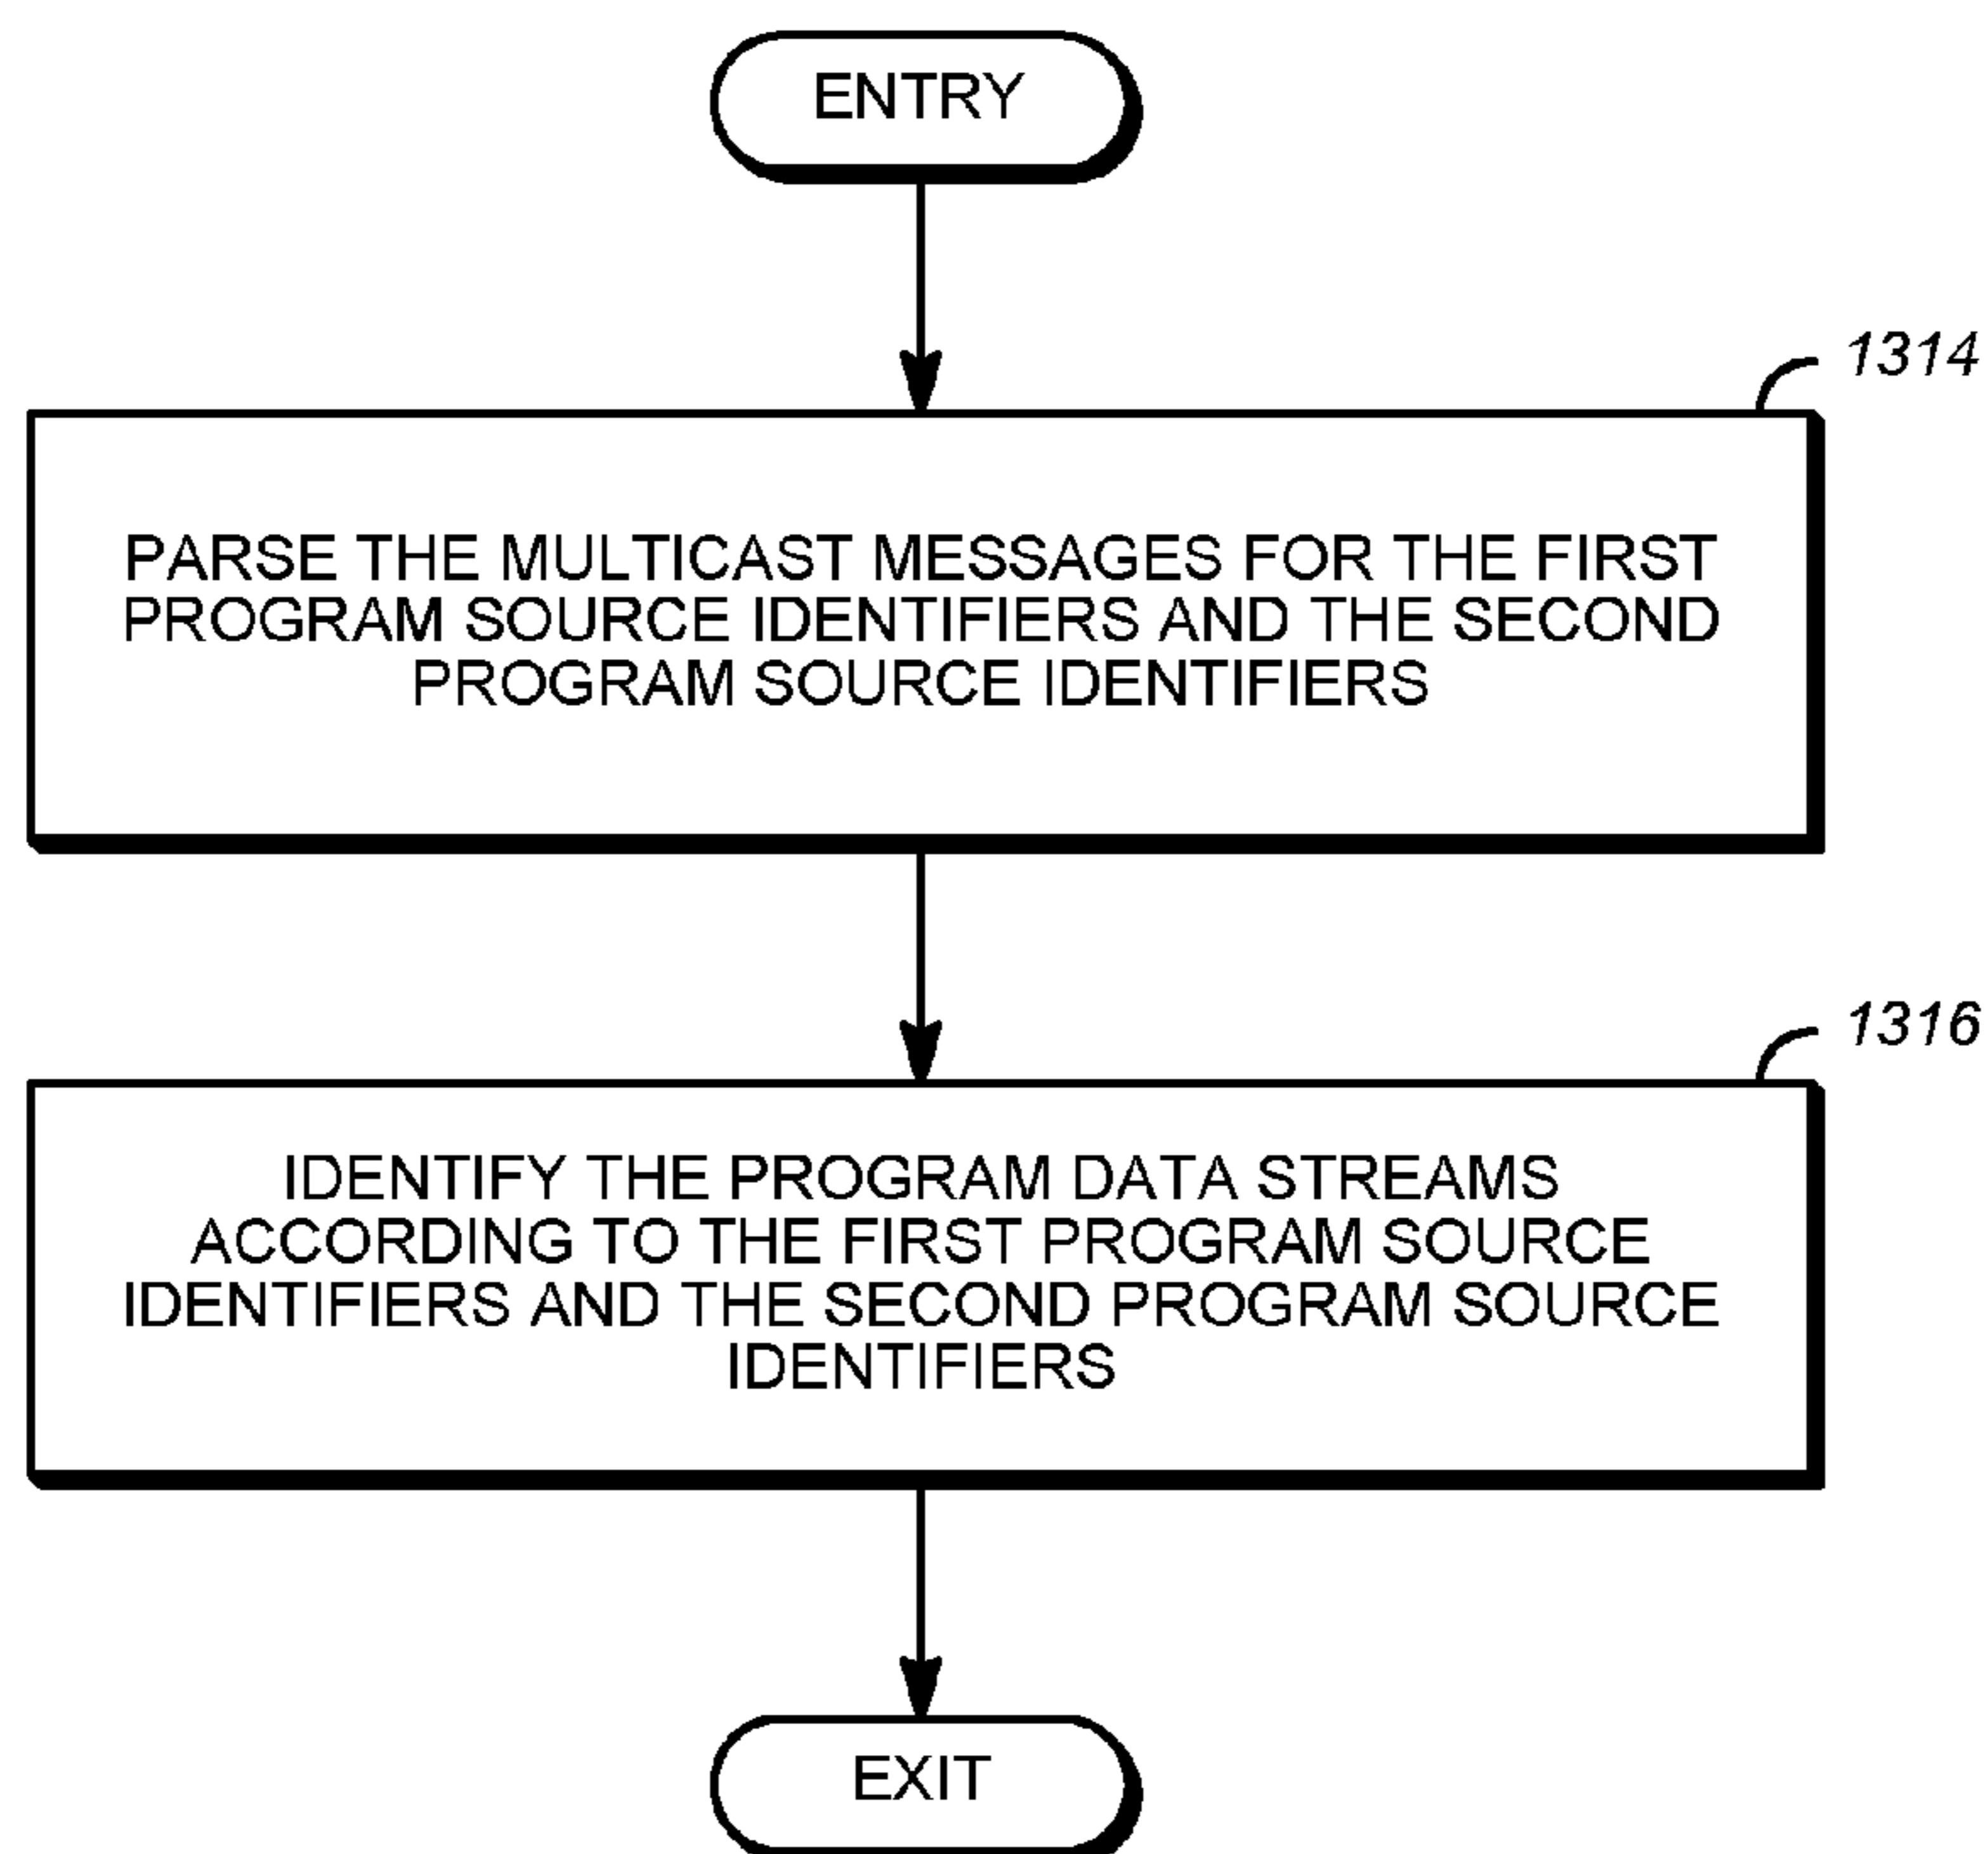 ENTRY
1314
PARSE THE MULTICAST MESSAGES FOR THE FIRST
PROGRAM SOURCE IDENTIFIERS AND THE SECOND
PROGRAM SOURCE IDENTIFIERS
1316
IDENTIFY THE PROGRAM DATA STREAMS
ACCORDING TO THE FIRST PROGRAM SOURCE
IDENTIFIERS AND THE SECOND PROGRAM SOURCE
IDENTIFIERS
EXIT